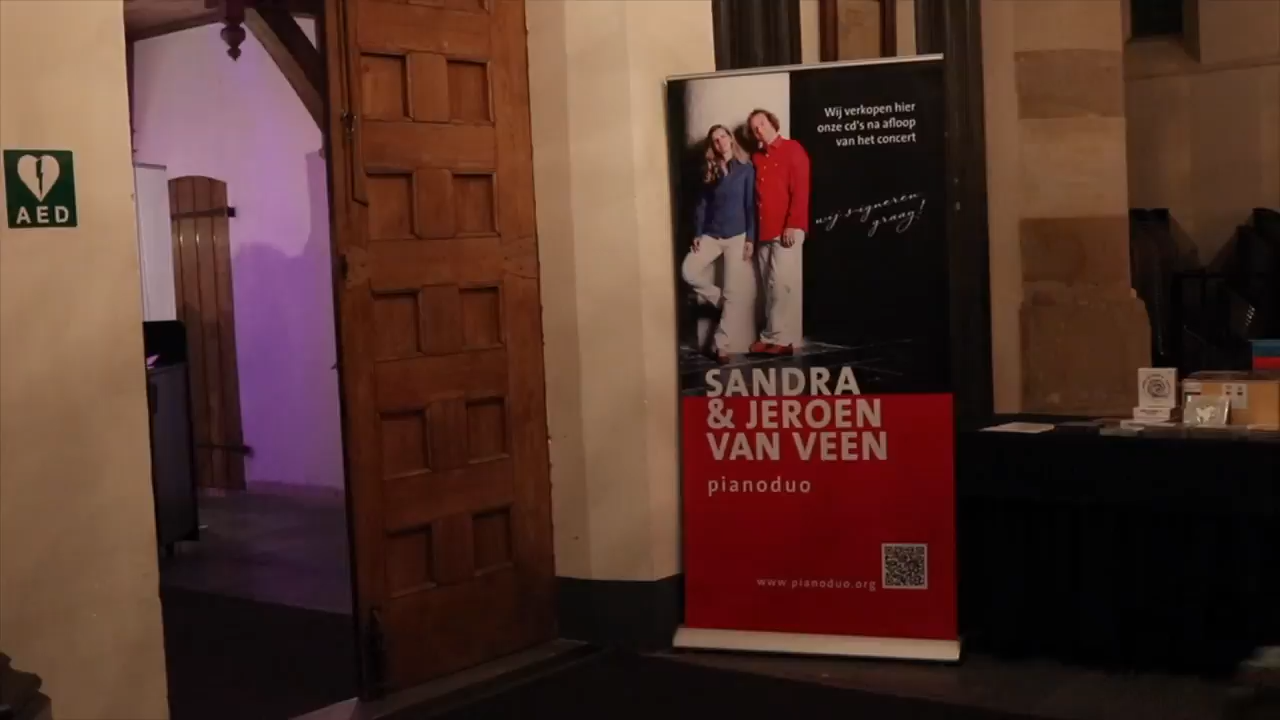 AED
Wij verkopen hier
onze cd's na afloop
van het concert
wij signeren
graag!
SANDRA
& JEROEN
VAN VEEN
pianoduo
www.pianoduo.org